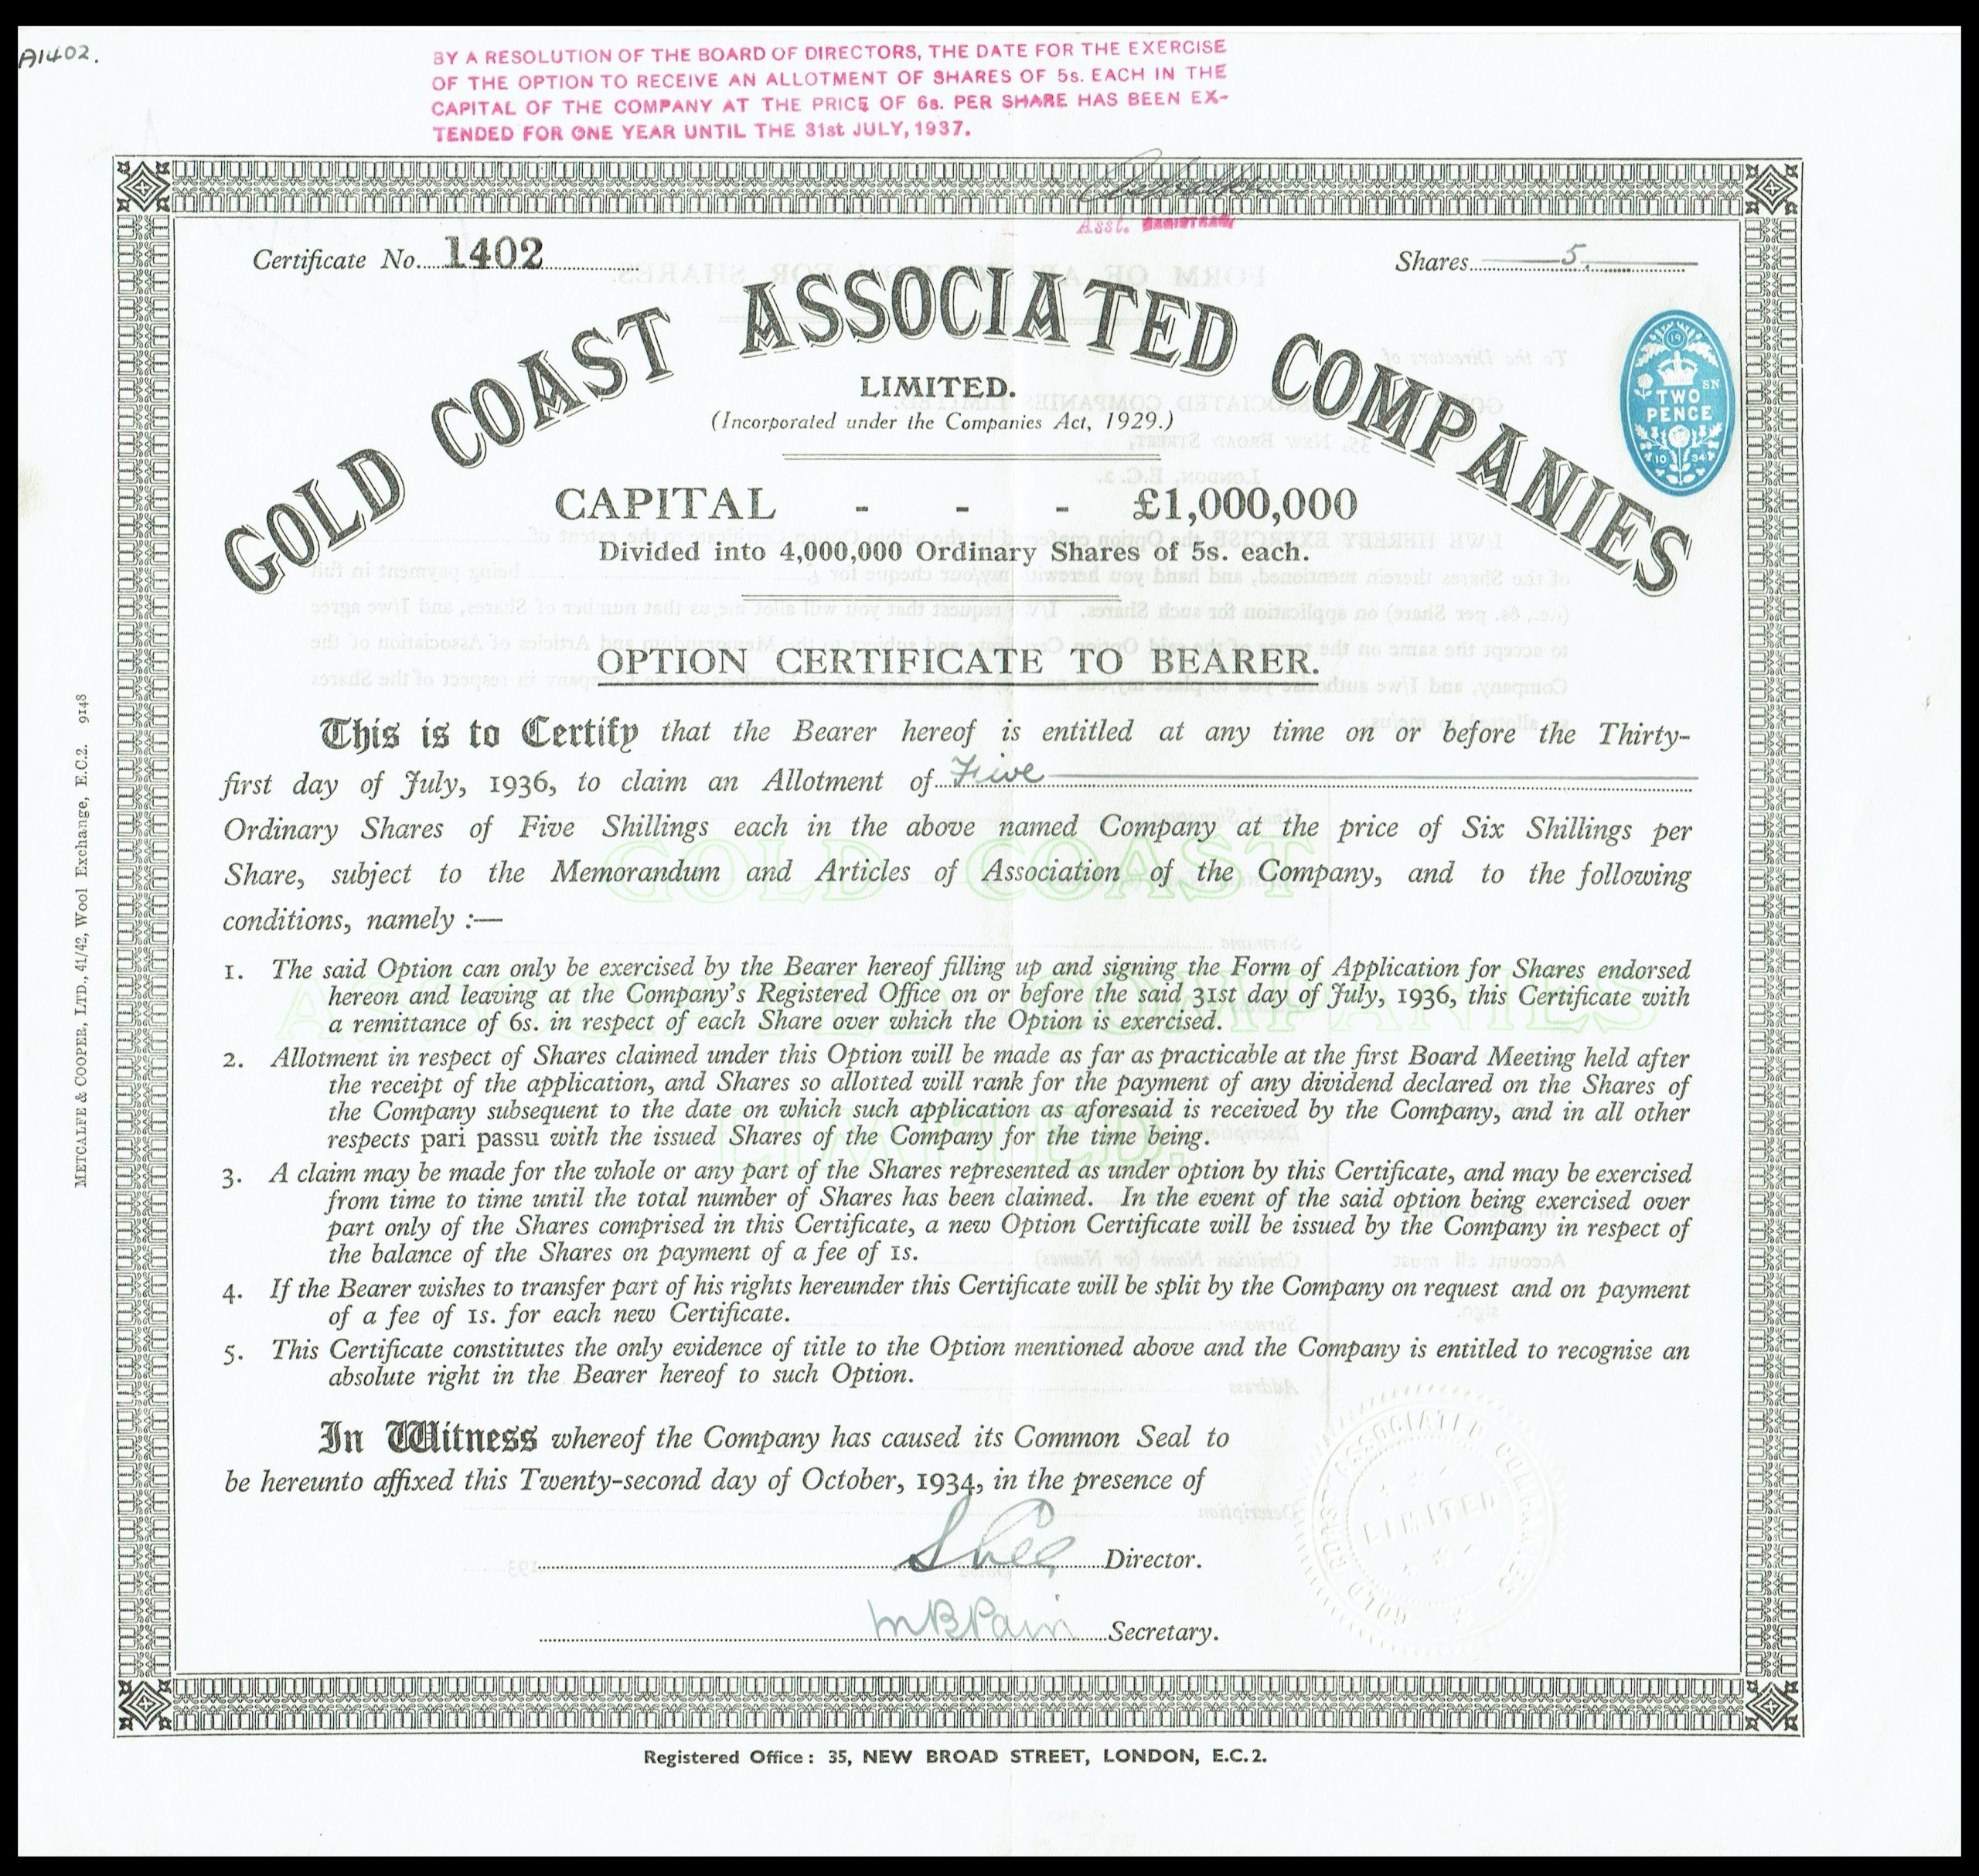 A1402.
BY A RESOLUTION OF THE BOARD OF DIRECTORS, THE DATE FOR THE EXERCISE
OF THE OPTION TO RECEIVE AN ALLOTMENT OF SHARES OF 5s. EACH IN THE
CAPITAL OF THE COMPANY AT THE PRICE OF 6s. PER SHARE HAS BEEN EX-
TENDED FOR ONE YEAR UNTIL THE 31st JULY, 1937.
Asst. REGISTRAR
Certificate No. 1402
Shares 5.
GOLD COAST ASSOCIATED COMPANIES
LIMITED.
(Incorporated under the Companies Act, 1929.)
19
SN
TWO
PENCE
10 34
CAPITAL - - - £1,000,000
Divided into 4,000,000 Ordinary Shares of 5s. each.
OPTION CERTIFICATE TO BEARER.
This is to Certify that the Bearer hereof is entitled at any time on or before the Thirty-
first day of July, 1936, to claim an Allotment of Five
Ordinary Shares of Five Shillings each in the above named Company at the price of Six Shillings per
Share, subject to the Memorandum and Articles of Association of the Company, and to the following
conditions, namely :—
GOLD COAST
ASSOCIATED COMPANIES
LIMITED.
1. The said Option can only be exercised by the Bearer hereof filling up and signing the Form of Application for Shares endorsed
hereon and leaving at the Company's Registered Office on or before the said 31st day of July, 1936, this Certificate with
a remittance of 6s. in respect of each Share over which the Option is exercised.
2. Allotment in respect of Shares claimed under this Option will be made as far as practicable at the first Board Meeting held after
the receipt of the application, and Shares so allotted will rank for the payment of any dividend declared on the Shares of
the Company subsequent to the date on which such application as aforesaid is received by the Company, and in all other
respects pari passu with the issued Shares of the Company for the time being.
3. A claim may be made for the whole or any part of the Shares represented as under option by this Certificate, and may be exercised
from time to time until the total number of Shares has been claimed. In the event of the said option being exercised over
part only of the Shares comprised in this Certificate, a new Option Certificate will be issued by the Company in respect of
the balance of the Shares on payment of a fee of 1s.
4. If the Bearer wishes to transfer part of his rights hereunder this Certificate will be split by the Company on request and on payment
of a fee of 1s. for each new Certificate.
5. This Certificate constitutes the only evidence of title to the Option mentioned above and the Company is entitled to recognise an
absolute right in the Bearer hereof to such Option.
In Witness whereof the Company has caused its Common Seal to
be hereunto affixed this Twenty-second day of October, 1934, in the presence of
Director.
Secretary.
GOLD COAST ASSOCIATED COMPANIES
LIMITED
Registered Office : 35, NEW BROAD STREET, LONDON, E.C.2.
METCALFE & COOPER, LTD., 41/42, Wool Exchange, E.C.2. 9148